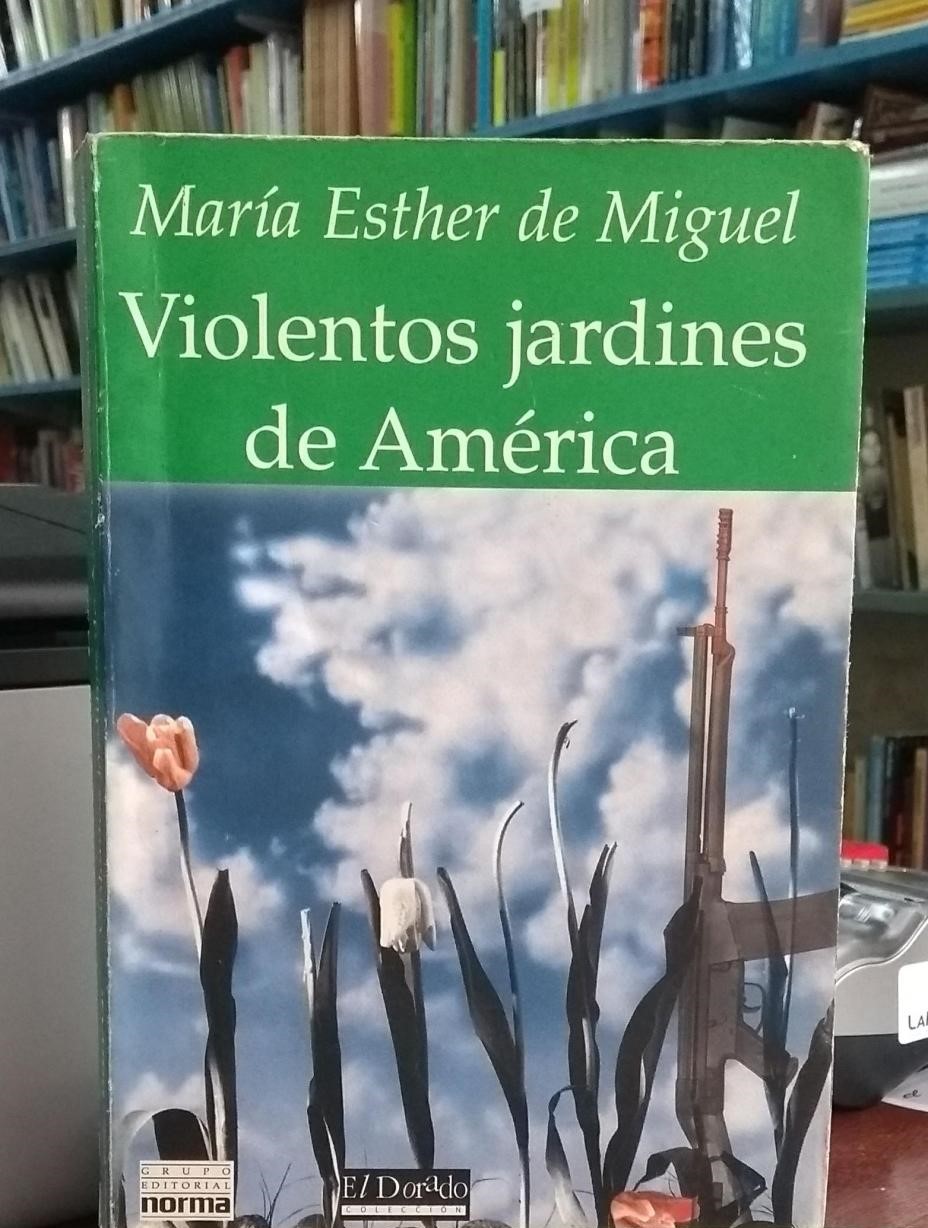 María Esther de Miguel
Violentos jardines
de América
GRUPO
EDITORIAL
norma
El Dorado
COLECCIÓN